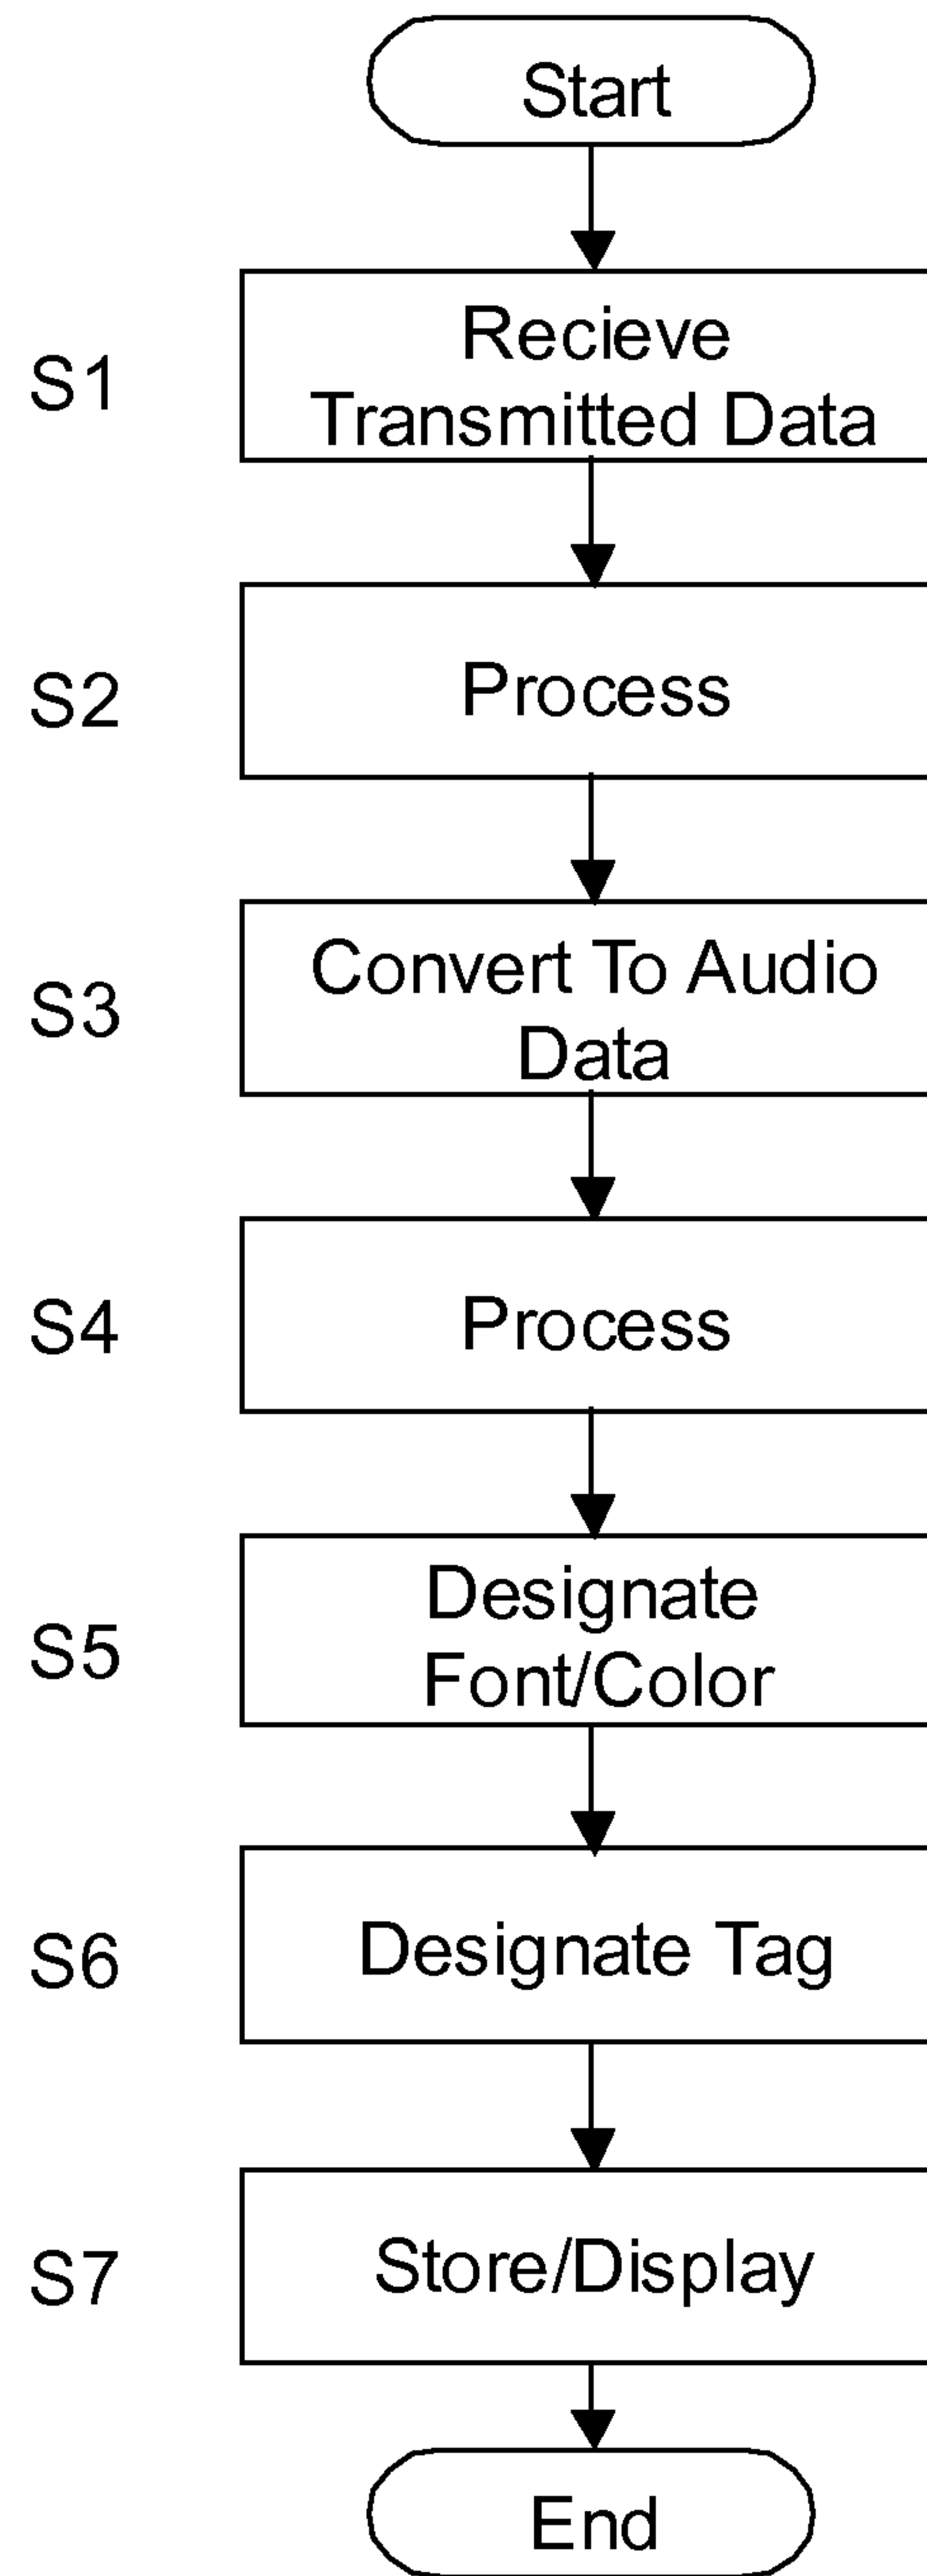 Start
S1
Recieve
Transmitted Data
S2
Process
S3
Convert To Audio
Data
S4
Process
S5
Designate
Font/Color
S6
Designate Tag
S7
Store/Display
End